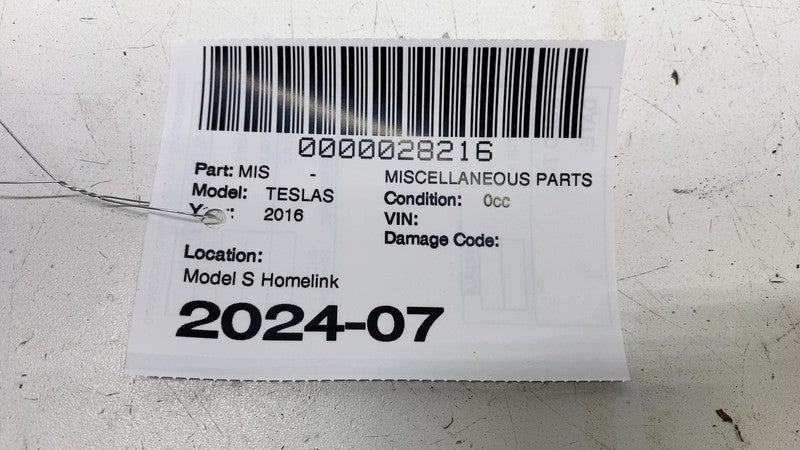 0000028216
Part: MIS - MISCELLANEOUS PARTS
Model: TESLAS Condition: 0cc
2016 VIN:
Damage Code:
Location:
Model S Homelink
2024-07